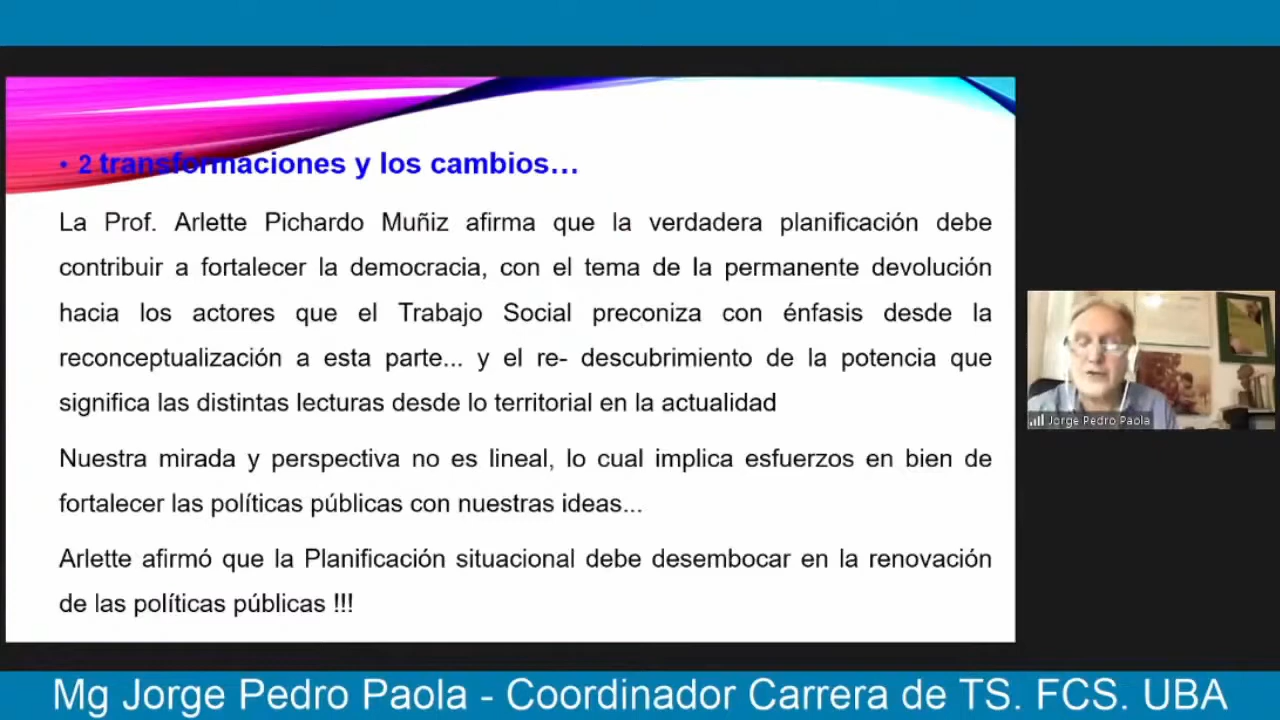 • 2 transformaciones y los cambios...
La Prof. Arlette Pichardo Muñiz afirma que la verdadera planificación debe
contribuir a fortalecer la democracia, con el tema de la permanente devolución
hacia los actores que el Trabajo Social preconiza con énfasis desde la
reconceptualización a esta parte... y el re- descubrimiento de la potencia que
significa las distintas lecturas desde lo territorial en la actualidad
Nuestra mirada y perspectiva no es lineal, lo cual implica esfuerzos en bien de
fortalecer las políticas públicas con nuestras ideas...
Arlette afirmó que la Planificación situacional debe desembocar en la renovación
de las políticas públicas !!!
Jorge Pedro Paola
Mg Jorge Pedro Paola - Coordinador Carrera de TS. FCS. UBA